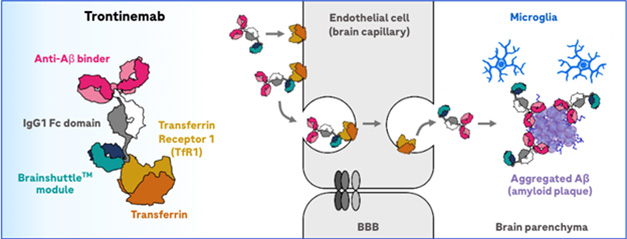 Trontinemab
Anti-Aβ binder
IgG1 Fc domain
Transferrin
Receptor 1
(TfR1)
Brainshuttle™
module
Transferrin
Endothelial cell
(brain capillary)
BBB
Microglia
Aggregated Aβ
(amyloid plaque)
Brain parenchyma